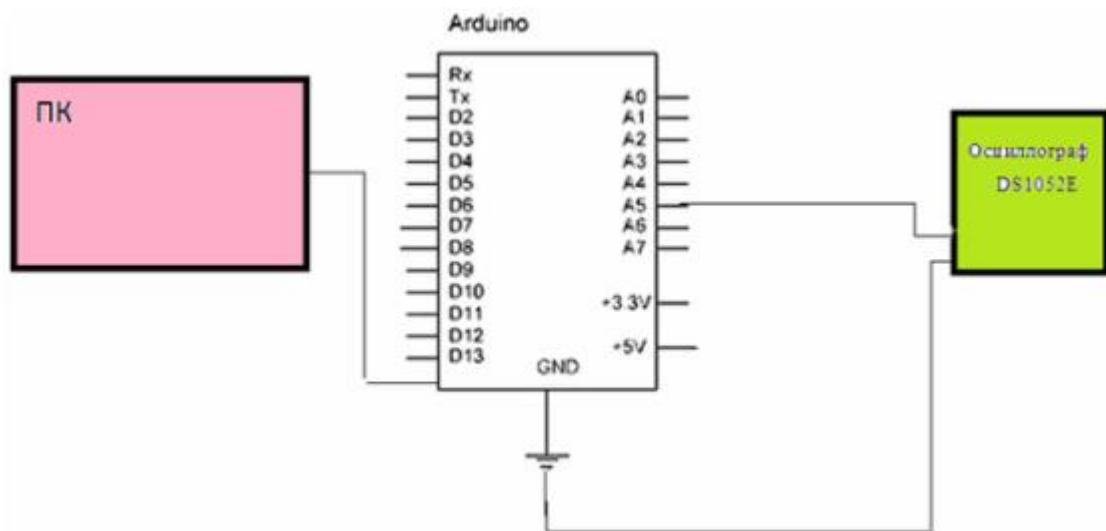 Arduino
ПК
Rx
Tx
D2
D3
D4
D5
D6
D7
D8
D9
D10
D11
D12
D13
A0
A1
A2
A3
A4
A5
A6
A7
+3.3V
+5V
GND
Осциллограф
DS1052E